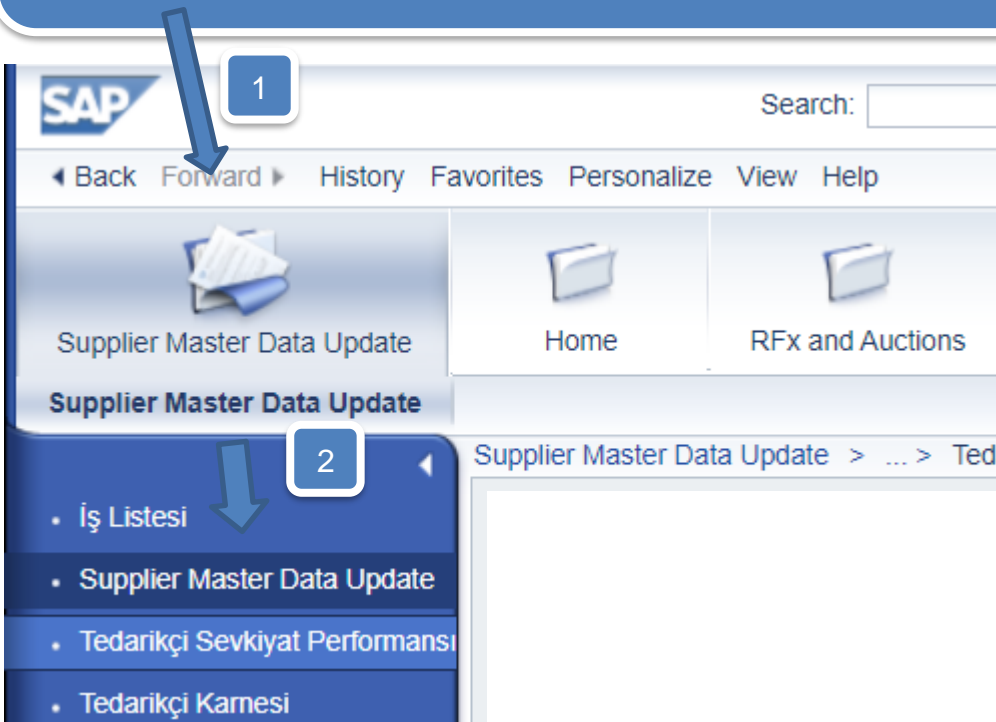 1
SAP
Search:
Back Forward History Favorites Personalize View Help
Supplier Master Data Update Home RFx and Auctions
Supplier Master Data Update
2
Supplier Master Data Update > ... > Ted
İş Listesi
Supplier Master Data Update
Tedarikçi Sevkiyat Performansı
Tedarikçi Karnesi